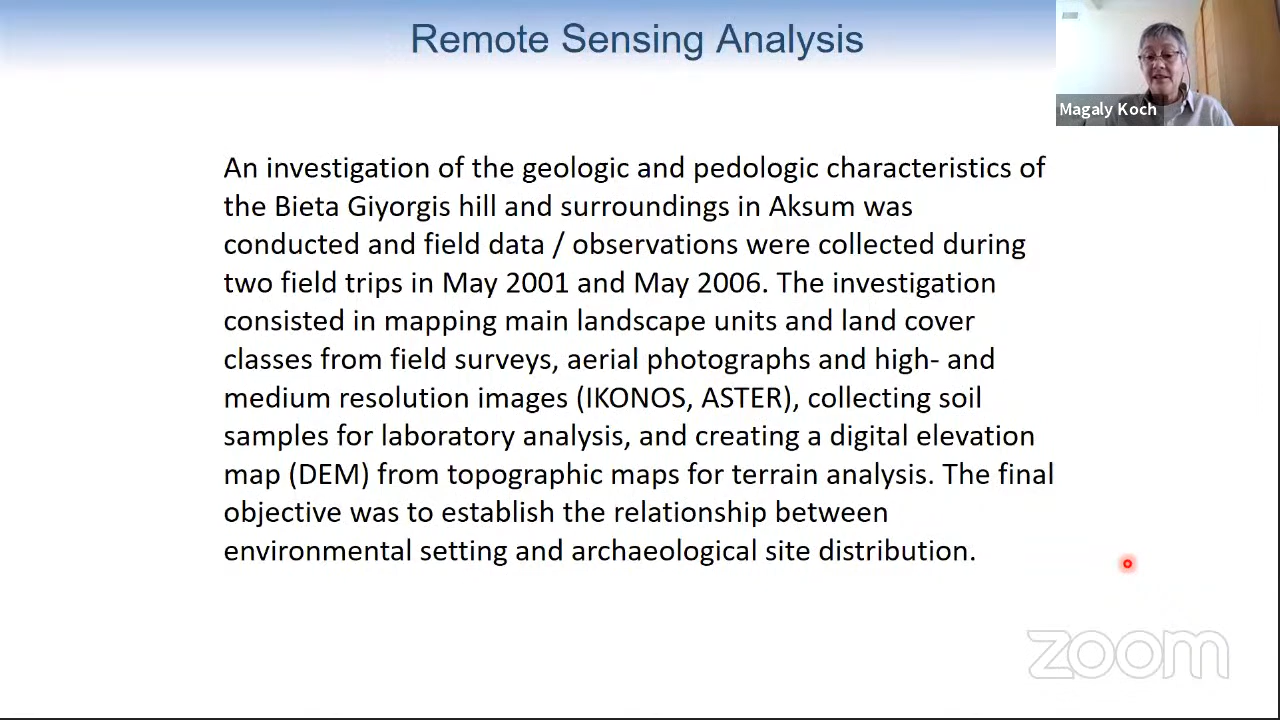 Remote Sensing Analysis
Magaly Koch
An investigation of the geologic and pedologic characteristics of
the Bieta Giyorgis hill and surroundings in Aksum was
conducted and field data / observations were collected during
two field trips in May 2001 and May 2006. The investigation
consisted in mapping main landscape units and land cover
classes from field surveys, aerial photographs and high- and
medium resolution images (IKONOS, ASTER), collecting soil
samples for laboratory analysis, and creating a digital elevation
map (DEM) from topographic maps for terrain analysis. The final
objective was to establish the relationship between
environmental setting and archaeological site distribution.
zoom